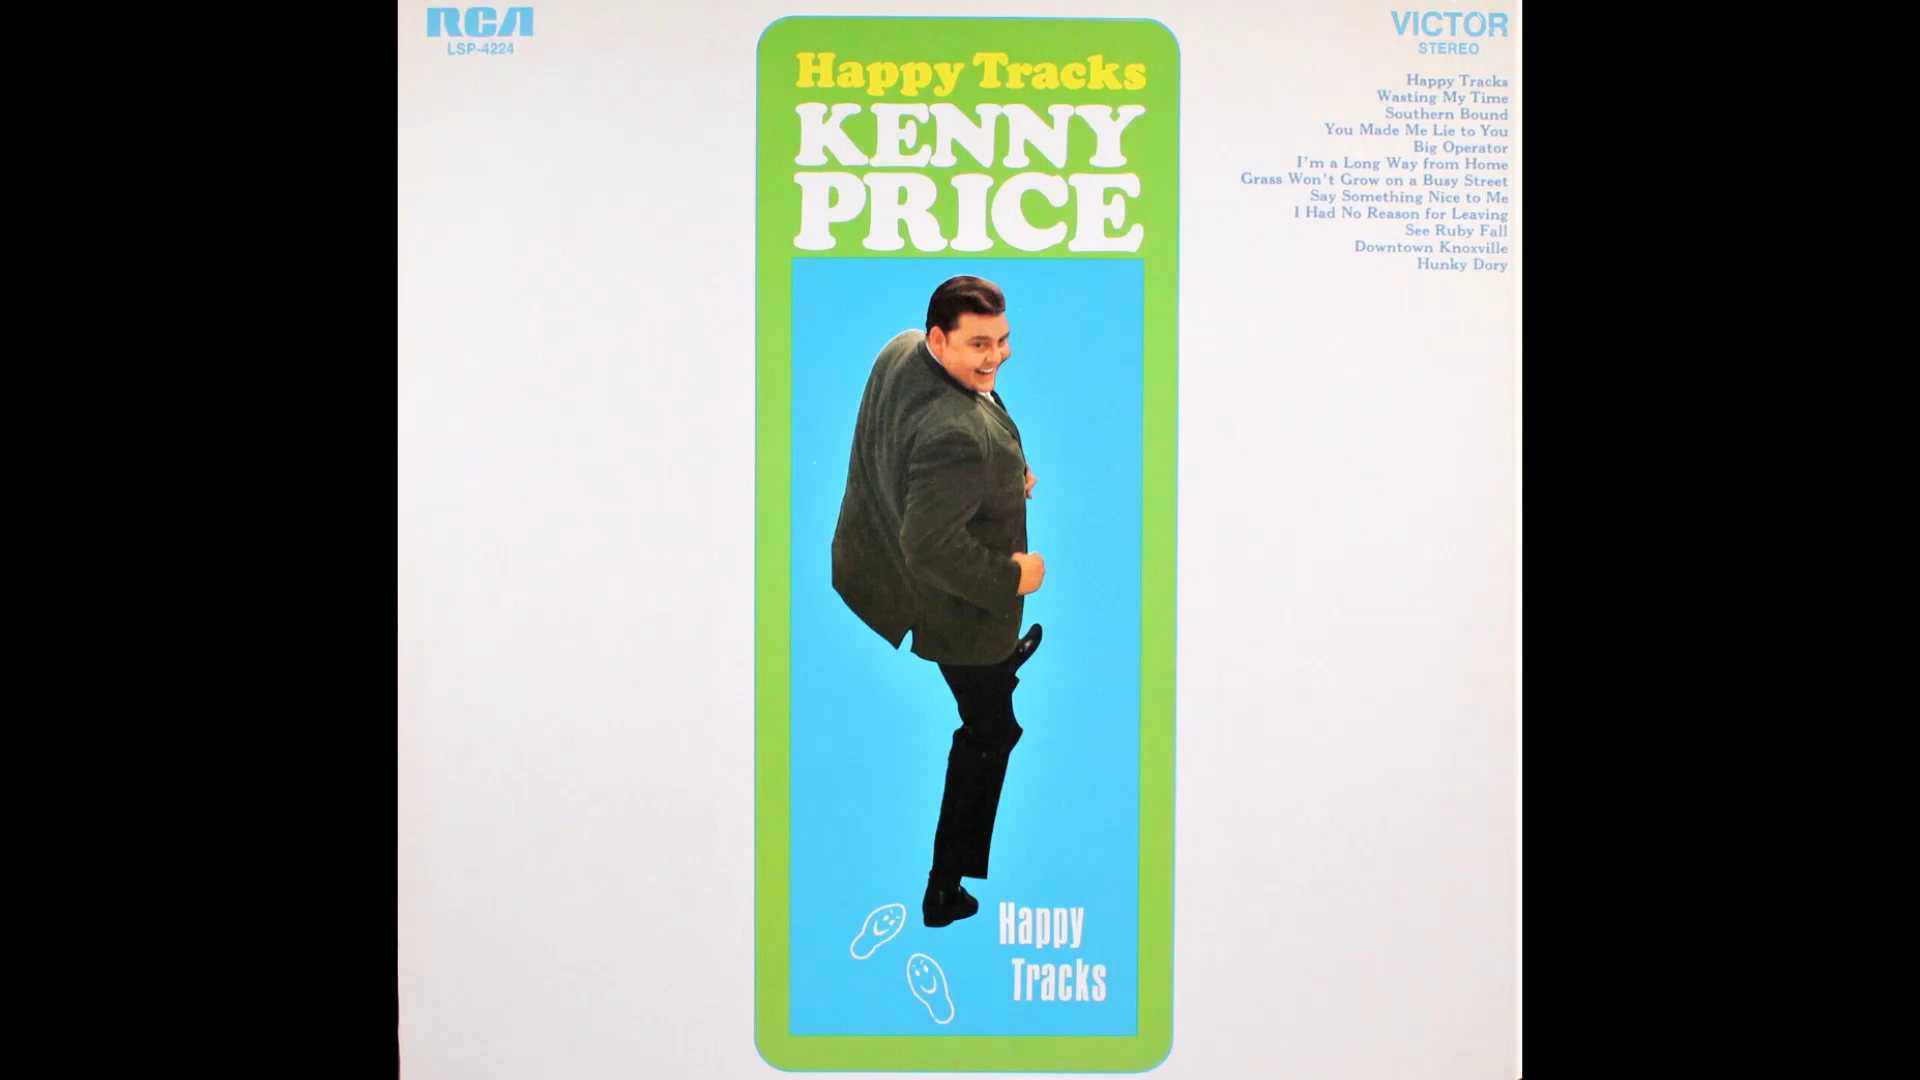 RCA
LSP-4224
VICTOR
STEREO
Happy Tracks
KENNY
PRICE
Happy Tracks
Wasting My Time
Southern Bound
You Made Me Lie to You
Big Operator
I'm a Long Way from Home
Grass Won't Grow on a Busy Street
Say Something Nice to Me
I Had No Reason for Leaving
See Ruby Fall
Downtown Knoxville
Hunky Dory
Happy
Tracks